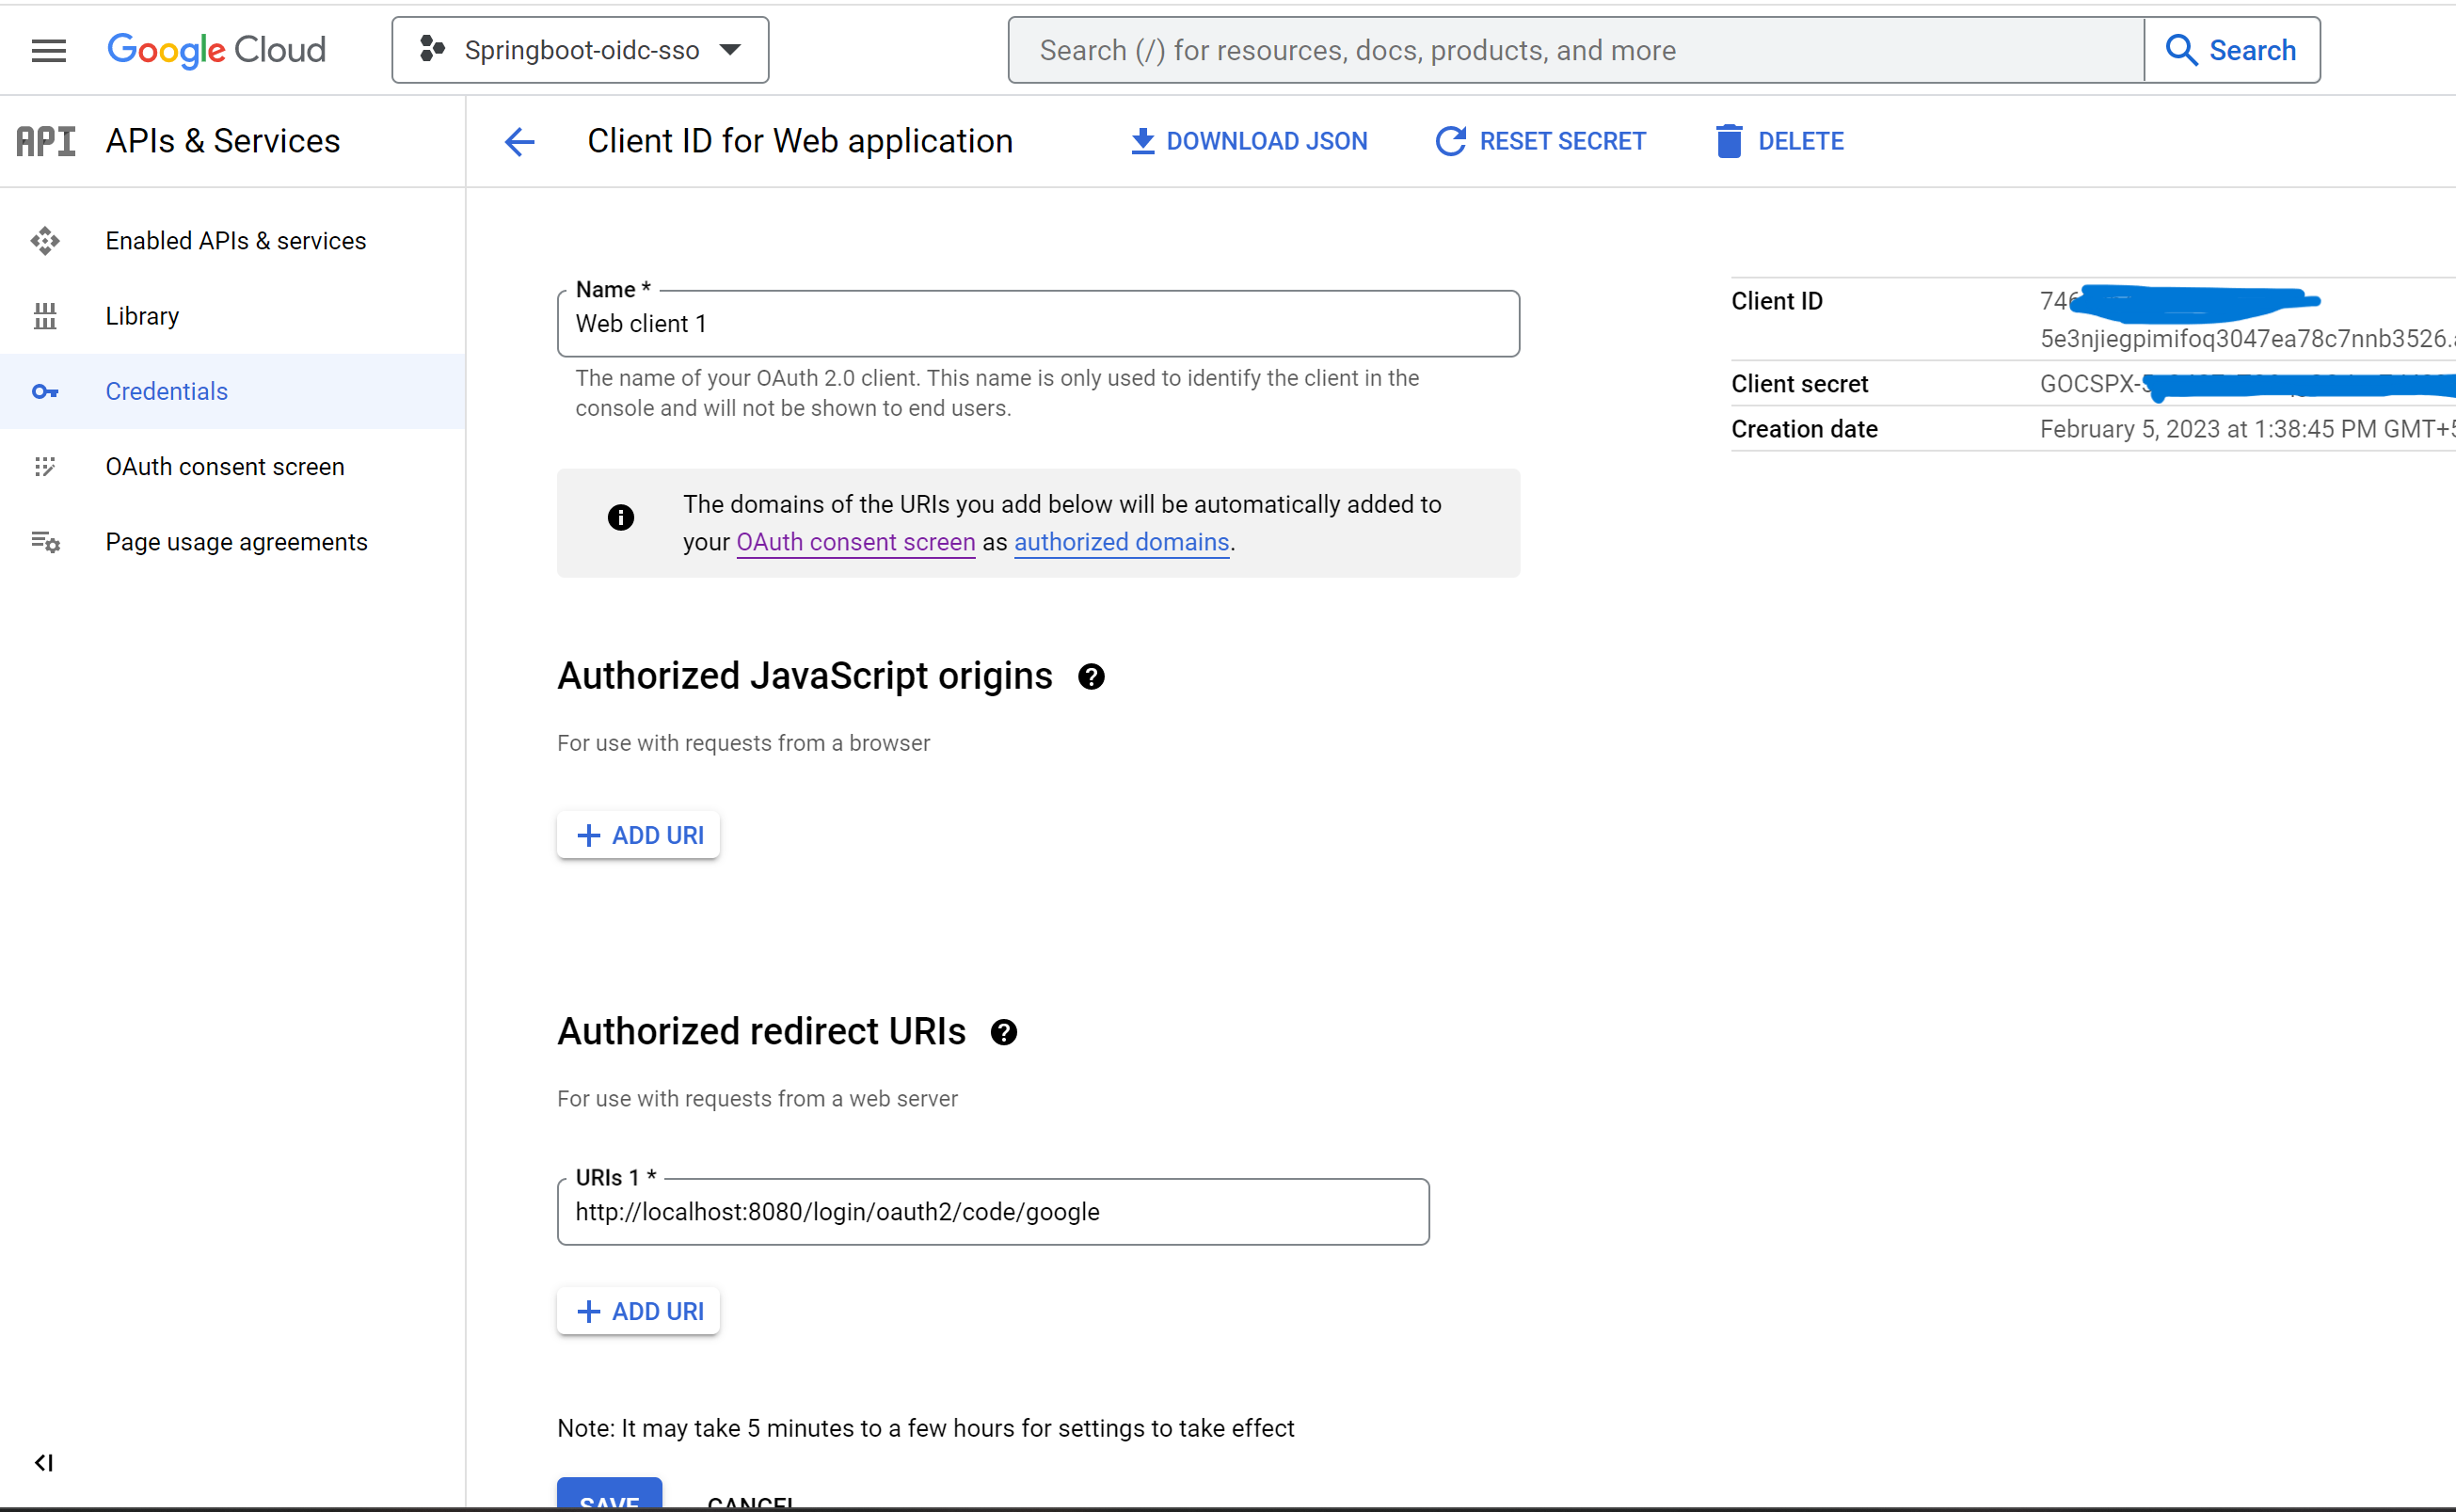 Google Cloud
Springboot-oidc-sso
Search (/) for resources, docs, products, and more
Search
API
APIs & Services
Client ID for Web application
DOWNLOAD JSON
RESET SECRET
DELETE
Enabled APIs & services
Library
Credentials
OAuth consent screen
Page usage agreements
Name *
Web client 1
The name of your OAuth 2.0 client. This name is only used to identify the client in the
console and will not be shown to end users.
The domains of the URIs you add below will be automatically added to
your OAuth consent screen as authorized domains.
Client ID
746
5e3njiegpimifoq3047ea78c7nnb3526.
Client secret
GOCSPX-
Creation date
February 5, 2023 at 1:38:45 PM GMT+5
Authorized JavaScript origins
For use with requests from a browser
ADD URI
Authorized redirect URIs
For use with requests from a web server
URIs 1 *
http://localhost:8080/login/oauth2/code/google
ADD URI
Note: It may take 5 minutes to a few hours for settings to take effect
SAVE
CANCEL